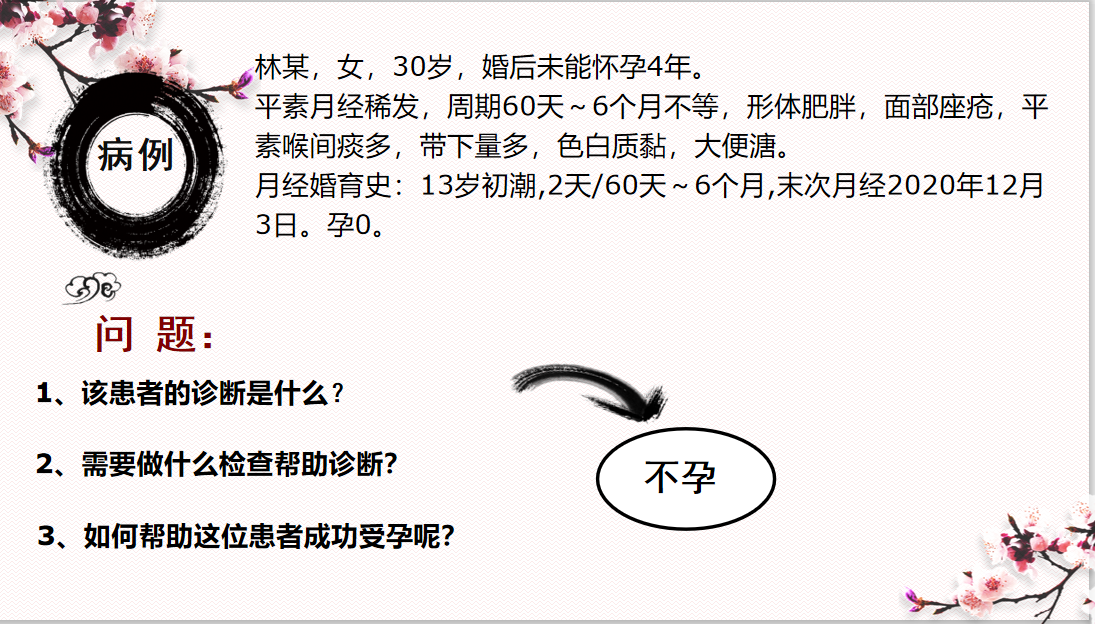 病例
林某，女，30岁，婚后未能怀孕4年。
平素月经稀发，周期60天～6个月不等，形体肥胖，面部座疮，平
素喉间痰多，带下量多，色白质黏，大便溏。
月经婚育史：13岁初潮,2天/60天～6个月,末次月经2020年12月
3日。孕0。
问 题：
1、该患者的诊断是什么？
2、需要做什么检查帮助诊断？
3、如何帮助这位患者成功受孕呢？
不孕